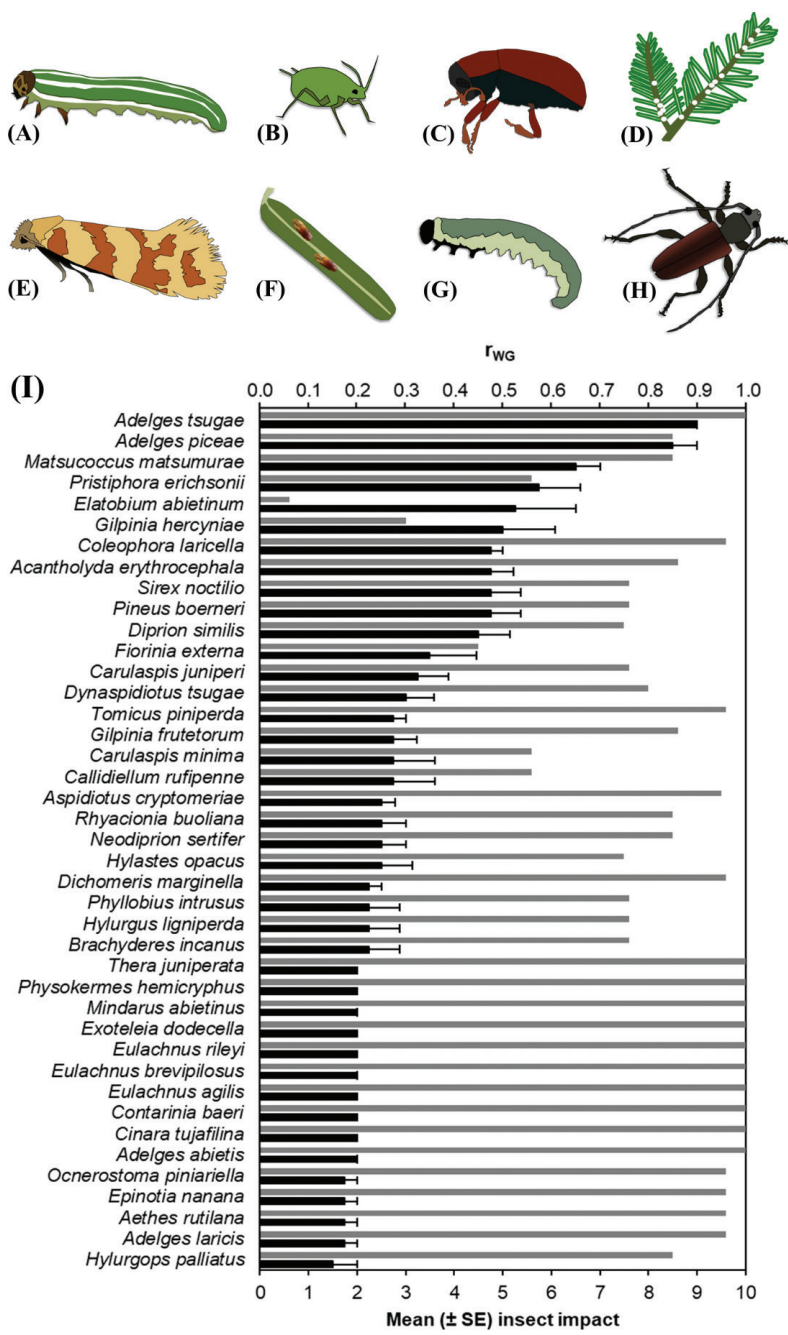 (A) (B) (C) (D)
(E) (F) (G) (H)
(I)
r_WG
0.0 0.1 0.2 0.3 0.4 0.5 0.6 0.7 0.8 0.9 1.0
Adelges tsugae
Adelges piceae
Matsucoccus matsumurae
Pristiphora erichsonii
Elatobium abietinum
Gilpinia hercyniae
Coleophora laricella
Acantholyda erythrocephala
Sirex noctilio
Pineus boerneri
Diprion similis
Fiorinia externa
Carulaspis juniperi
Dynaspidiotus tsugae
Tomicus piniperda
Gilpinia frutetorum
Carulaspis minima
Callidiellum rufipenne
Aspidiotus cryptomeriae
Rhyacionia buoliana
Neodiprion sertifer
Hylastes opacus
Dichomeris marginella
Phyllobius intrusus
Hylurgus ligniperda
Brachyderes incanus
Thera juniperata
Physokermes hemicryphus
Mindarus abietinus
Exoteleia dodecella
Eulachnus rileyi
Eulachnus brevipilosus
Eulachnus agilis
Contarinia baeri
Cinara tujafilina
Adelges abietis
Ocnerostoma piniariella
Epinotia nanana
Aethes rutilana
Adelges laricis
Hylurgops palliatus
0 1 2 3 4 5 6 7 8 9 10
Mean (± SE) insect impact